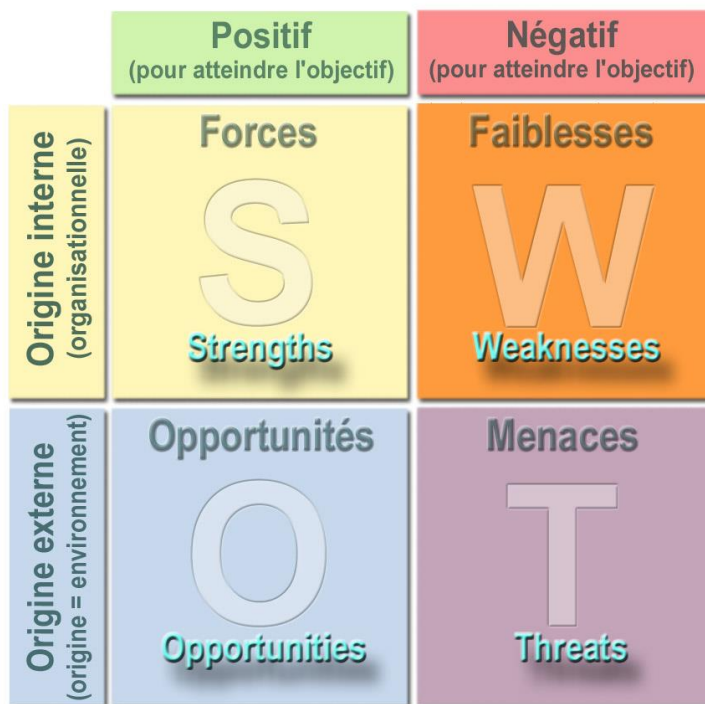 Positif
(pour atteindre l'objectif)
Négatif
(pour atteindre l'objectif)
Origine interne
(organisationnelle)
Forces
S
Strengths
Faiblesses
W
Weaknesses
Origine externe
(origine = environnement)
Opportunités
O
Opportunities
Menaces
T
Threats